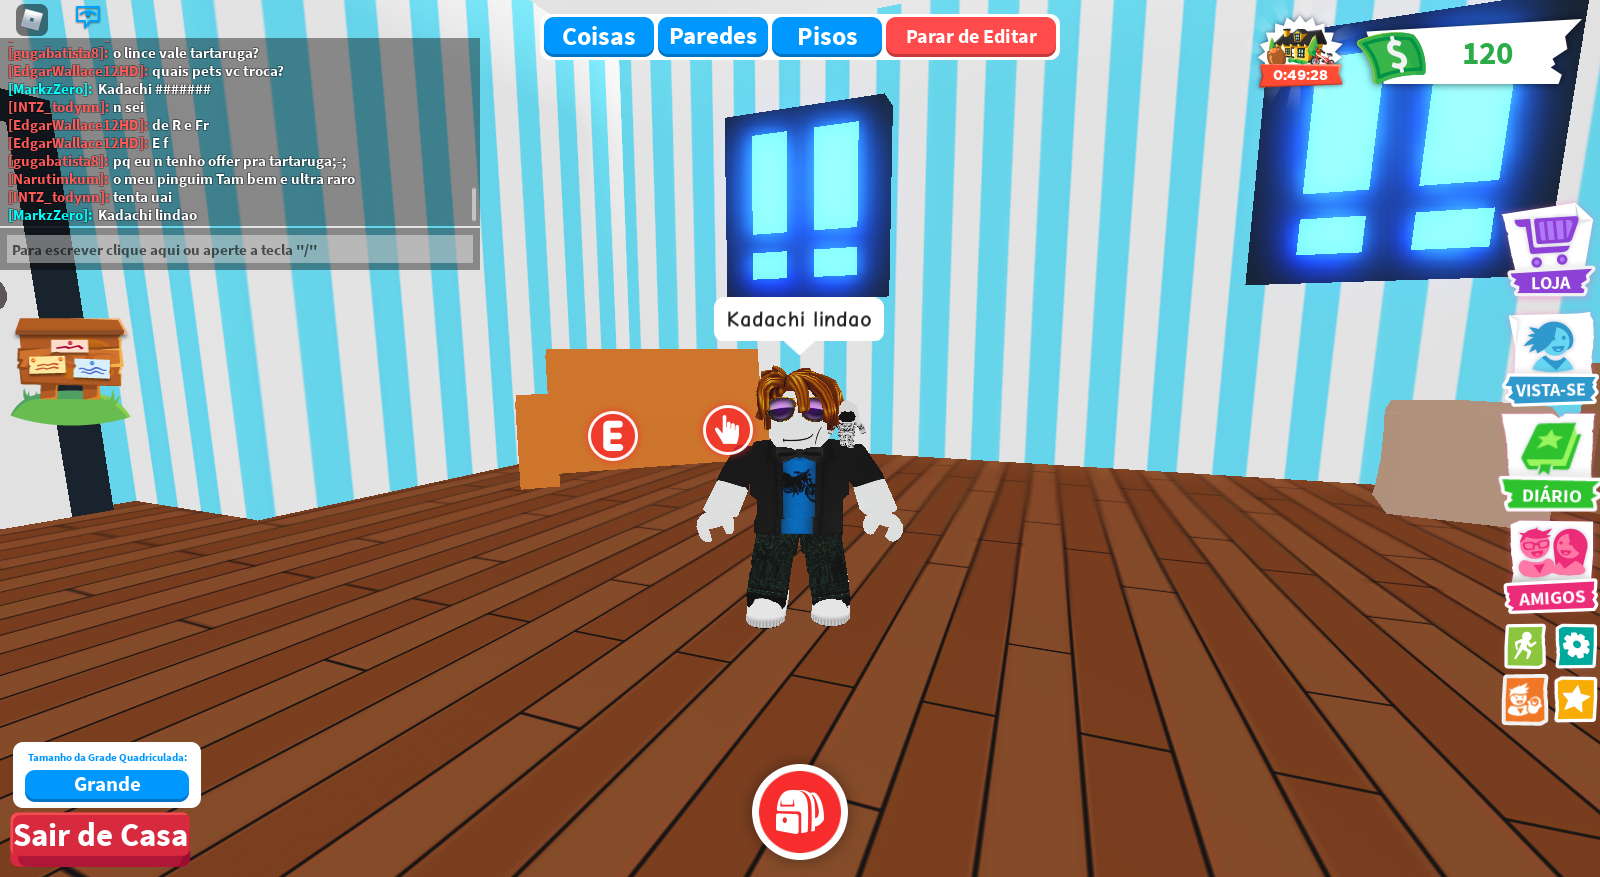 [gugabatista8]: o lince vale tartaruga?
[EdgarWallace12HD]: quais pets vc troca?
[MarkzZero]: Kadachi #######
[INTZ_todynn]: n sei
[EdgarWallace12HD]: de R e Fr
[EdgarWallace12HD]: E f
[gugabatista8]: pq eu n tenho offer pra tartaruga;-;
[Narutimkum]: o meu pinguim Tam bem e ultra raro
[INTZ_todynn]: tenta uai
[MarkzZero]: Kadachi lindao
Para escrever clique aqui ou aperte a tecla "/"
Coisas
Paredes
Pisos
Parar de Editar
0:49:28
120
Kadachi lindao
E
LOJA
VISTA-SE
DIÁRIO
AMIGOS
Tamanho da Grade Quadriculada:
Grande
Sair de Casa